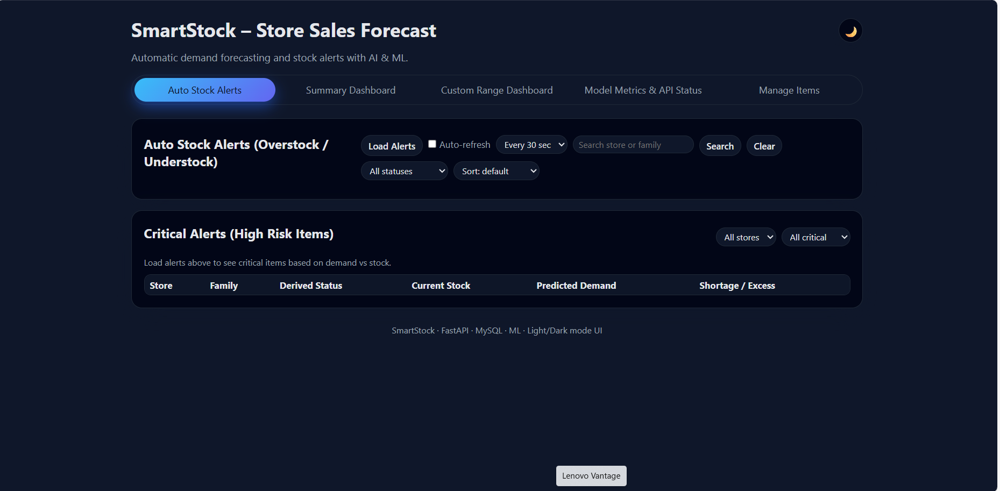 SmartStock – Store Sales Forecast
Automatic demand forecasting and stock alerts with AI & ML.
Auto Stock Alerts
Summary Dashboard
Custom Range Dashboard
Model Metrics & API Status
Manage Items
Auto Stock Alerts (Overstock /
Understock)
Load Alerts
Auto-refresh
Every 30 sec
Search store or family
Search
Clear
All statuses
Sort: default
Critical Alerts (High Risk Items)
All stores
All critical
Load alerts above to see critical items based on demand vs stock.
Store Family Derived Status Current Stock Predicted Demand Shortage / Excess
SmartStock · FastAPI · MySQL · ML · Light/Dark mode UI
Lenovo Vantage